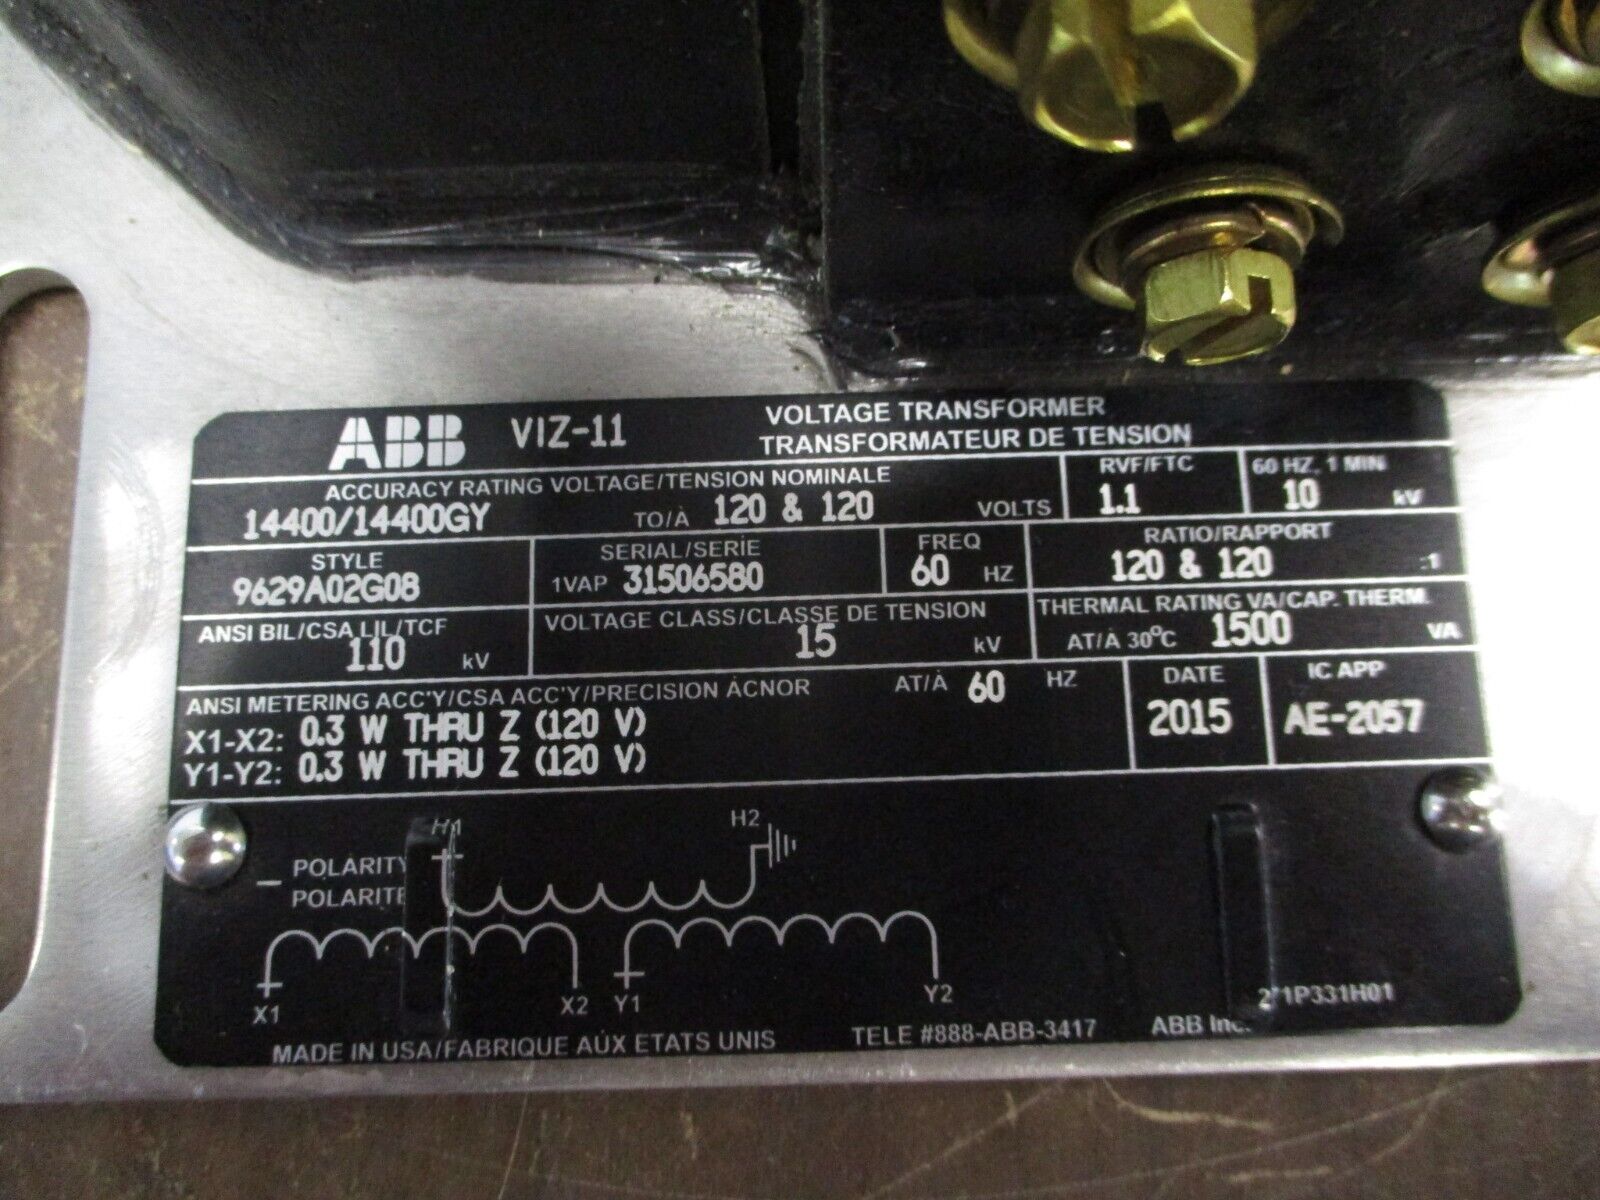 ABB VIZ-11 VOLTAGE TRANSFORMER
TRANSFORMATEUR DE TENSION
ACCURACY RATING VOLTAGE/TENSION NOMINALE
14400/14400GY TO/À 120 & 120 VOLTS
RVF/FTC
1.1
60 HZ, 1 MIN
10 kV
STYLE
9629A02G08
SERIAL/SERIE
1VAP 31506580
FREQ
60 HZ
RATIO/RAPPORT
120 & 120 :1
ANSI BIL/CSA LIL/TCF
110 kV
VOLTAGE CLASS/CLASSE DE TENSION
15 kV
THERMAL RATING VA/CAP. THERM.
AT/À 30°C 1500 VA
ANSI METERING ACC'Y/CSA ACC'Y/PRECISION ACNOR AT/À 60 HZ
X1-X2: 0.3 W THRU Z (120 V)
Y1-Y2: 0.3 W THRU Z (120 V)
DATE
2015
IC APP
AE-2057
H1 H2
POLARITY
POLARITE
X1 X2 Y1 Y2
1P331H01
MADE IN USA/FABRIQUE AUX ETATS UNIS TELE #888-ABB-3417 ABB Inc.